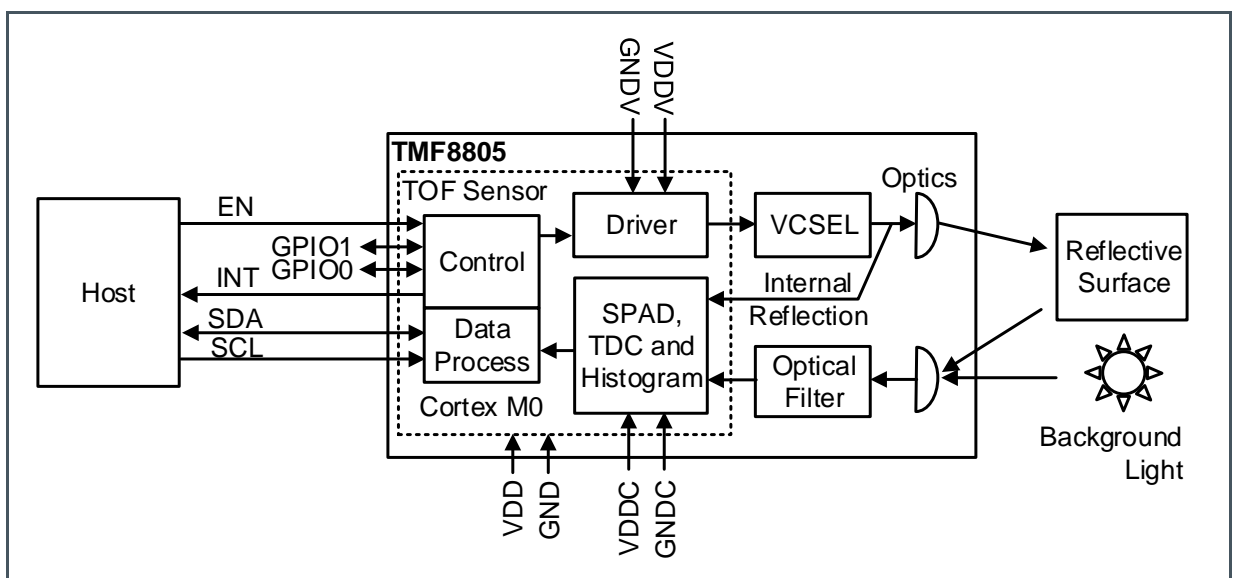 GNDV
VDDV
TMF8805
TOF Sensor
Optics
EN
GPIO1
GPIO0
INT
SDA
SCL
Host
Control
Data
Process
Cortex M0
Driver
VCSEL
Internal
Reflection
SPAD,
TDC and
Histogram
Optical
Filter
Reflective
Surface
Background
Light
VDD
GND
VDDC
GNDC